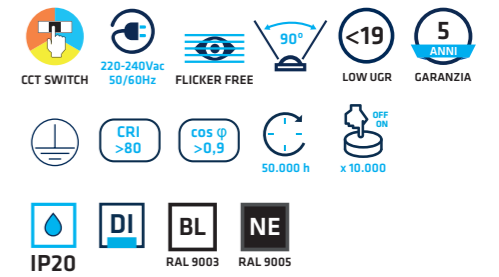 CCT SWITCH
220-240Vac
50/60Hz
FLICKER FREE
90°
<19
LOW UGR
5
ANNI
GARANZIA
CRI
>80
cos φ
>0,9
50.000 h
OFF
ON
x 10.000
IP20
DI
BL
RAL 9003
NE
RAL 9005